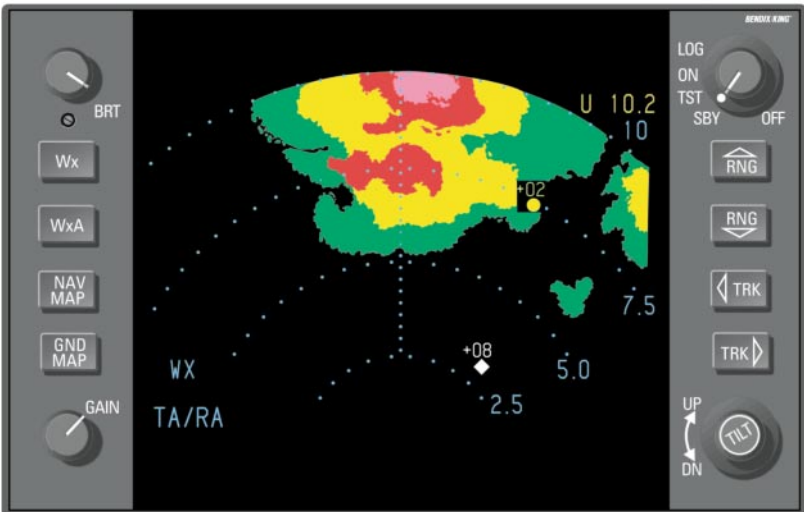 BENDIX/KING
BRT
Wx
WxA
NAV
MAP
GND
MAP
GAIN
U 10.2
10
+02
7.5
+08
5.0
2.5
WX
TA/RA
LOG
ON
TST
SBY
OFF
RNG
RNG
TRK
TRK
UP
TILT
DN